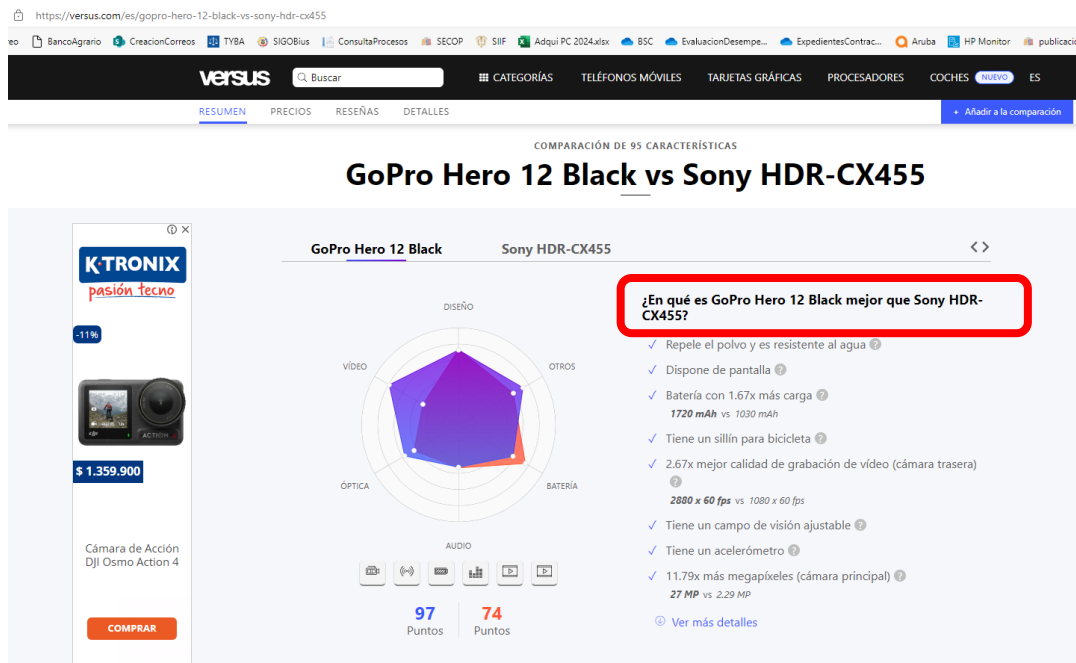 https://versus.com/es/gopro-hero-12-black-vs-sony-hdr-cx455
reo BancoAgrario CreacionCorreos TYBA SIGOBius ConsultaProcesos SECOP SIIF Adqui PC 2024.xlsx BSC EvaluacionDesempe... ExpedientesContrac... Aruba HP Monitor publicacio
versus Buscar CATEGORÍAS TELÉFONOS MÓVILES TARJETAS GRÁFICAS PROCESADORES COCHES NUEVO ES
RESUMEN PRECIOS RESEÑAS DETALLES + Añadir a la comparación
COMPARACIÓN DE 95 CARACTERÍSTICAS
GoPro Hero 12 Black vs Sony HDR-CX455
K-TRONIX
pasión tecno
-11%
ACTION
$ 1.359.900
Cámara de Acción
DJI Osmo Action 4
COMPRAR
GoPro Hero 12 Black Sony HDR-CX455
DISEÑO
OTROS
BATERÍA
AUDIO
ÓPTICA
VÍDEO
97 74
Puntos Puntos
¿En qué es GoPro Hero 12 Black mejor que Sony HDR-
CX455?
✓ Repele el polvo y es resistente al agua ?
✓ Dispone de pantalla ?
✓ Batería con 1.67x más carga ?
1720 mAh vs 1030 mAh
✓ Tiene un sillín para bicicleta ?
✓ 2.67x mejor calidad de grabación de vídeo (cámara trasera)
?
2880 x 60 fps vs 1080 x 60 fps
✓ Tiene un campo de visión ajustable ?
✓ Tiene un acelerómetro ?
✓ 11.79x más megapíxeles (cámara principal) ?
27 MP vs 2.29 MP
Ver más detalles